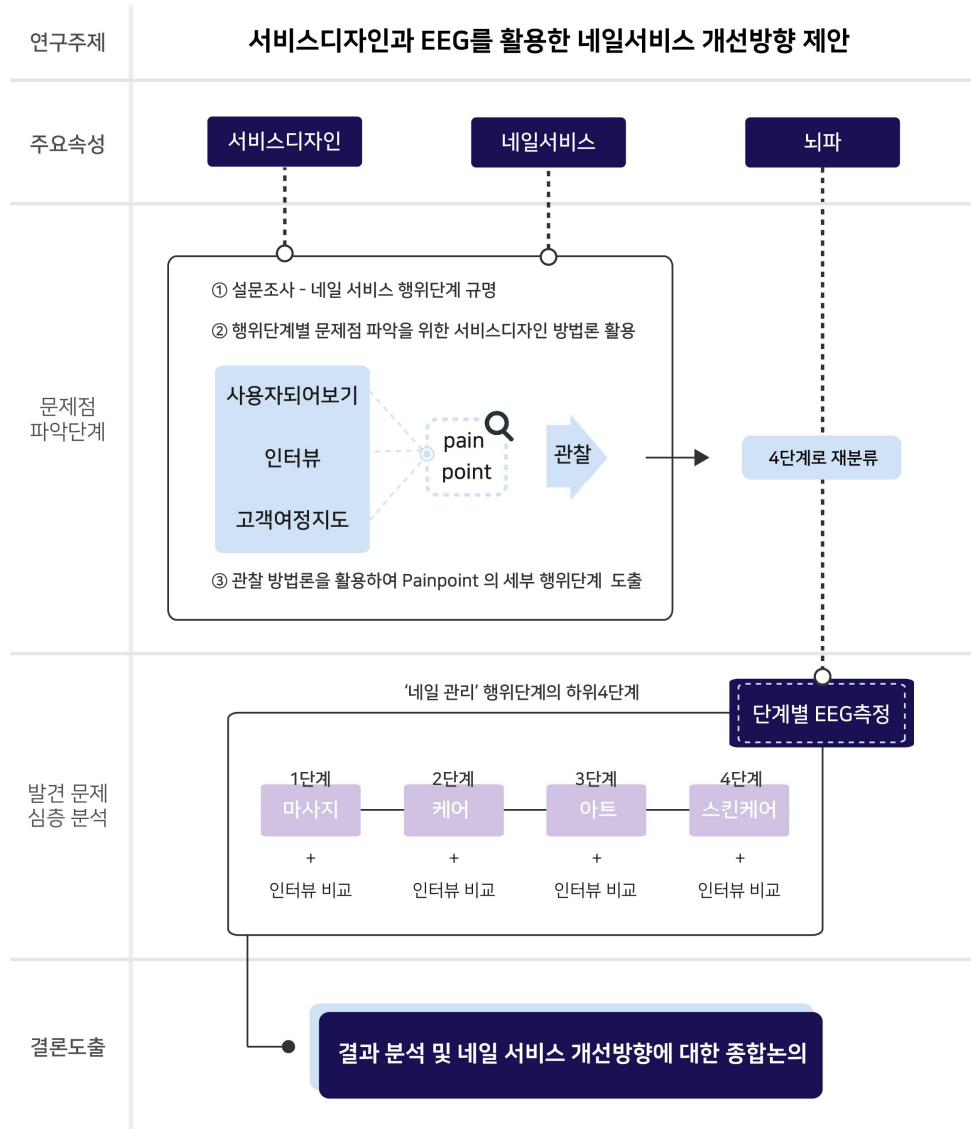 연구주제
서비스디자인과 EEG를 활용한 네일서비스 개선방향 제안
주요속성
서비스디자인
네일서비스
뇌파
문제점
파악단계
① 설문조사 - 네일 서비스 행위단계 규명
② 행위단계별 문제점 파악을 위한 서비스디자인 방법론 활용
사용자되어보기
인터뷰
고객여정지도
pain
point
관찰
4단계로 재분류
③ 관찰 방법론을 활용하여 Painpoint 의 세부 행위단계 도출
발견 문제
심층 분석
'네일 관리' 행위단계의 하위4단계
단계별 EEG측정
1단계
마사지
+
인터뷰 비교
2단계
케어
+
인터뷰 비교
3단계
아트
+
인터뷰 비교
4단계
스킨케어
+
인터뷰 비교
결론도출
결과 분석 및 네일 서비스 개선방향에 대한 종합논의